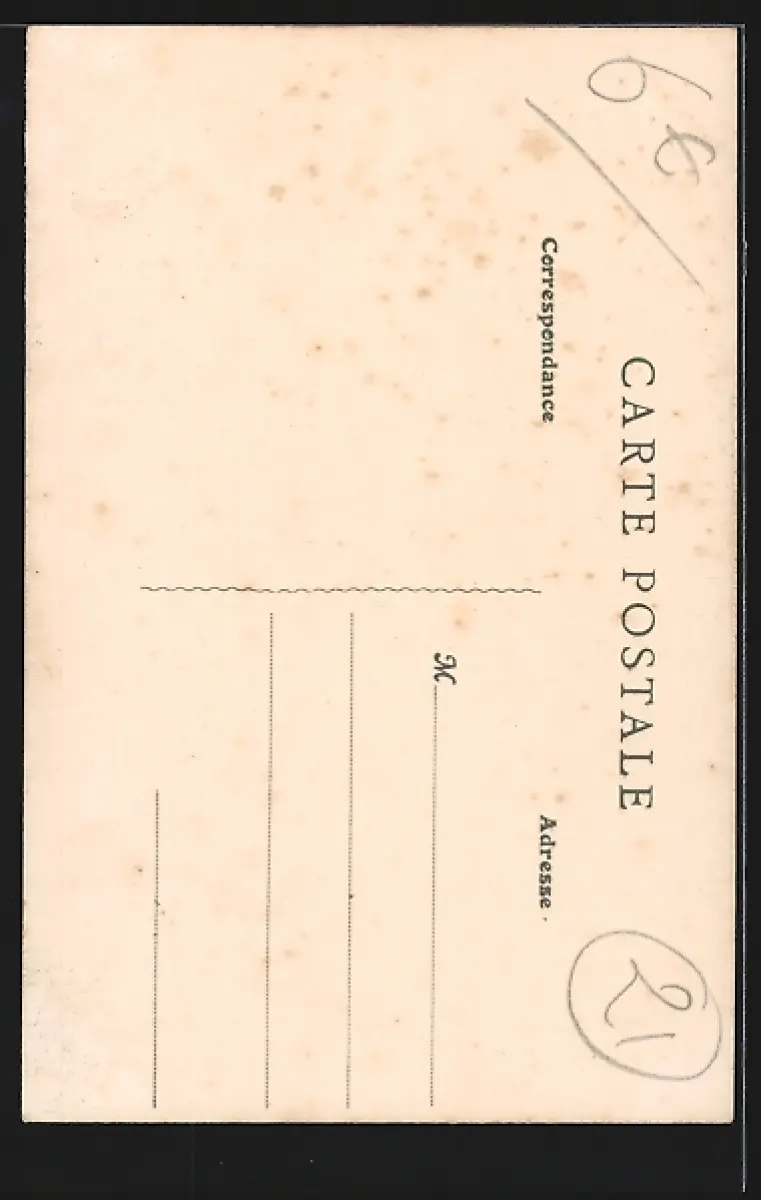 6 €
CARTE POSTALE
21
Correspondance
Adresse
M